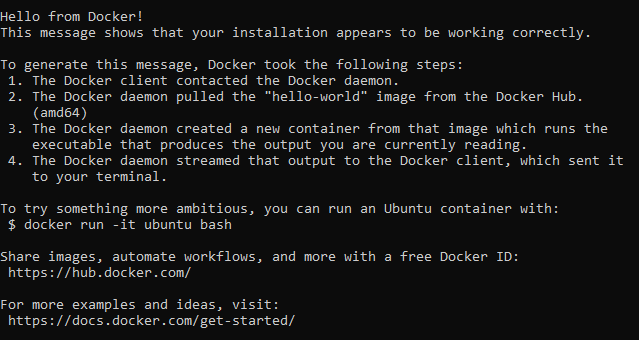 Hello from Docker!
This message shows that your installation appears to be working correctly.

To generate this message, Docker took the following steps:
 1. The Docker client contacted the Docker daemon.
 2. The Docker daemon pulled the "hello-world" image from the Docker Hub.
    (amd64)
 3. The Docker daemon created a new container from that image which runs the
    executable that produces the output you are currently reading.
 4. The Docker daemon streamed that output to the Docker client, which sent it
    to your terminal.

To try something more ambitious, you can run an Ubuntu container with:
 $ docker run -it ubuntu bash

Share images, automate workflows, and more with a free Docker ID:
 https://hub.docker.com/

For more examples and ideas, visit:
 https://docs.docker.com/get-started/